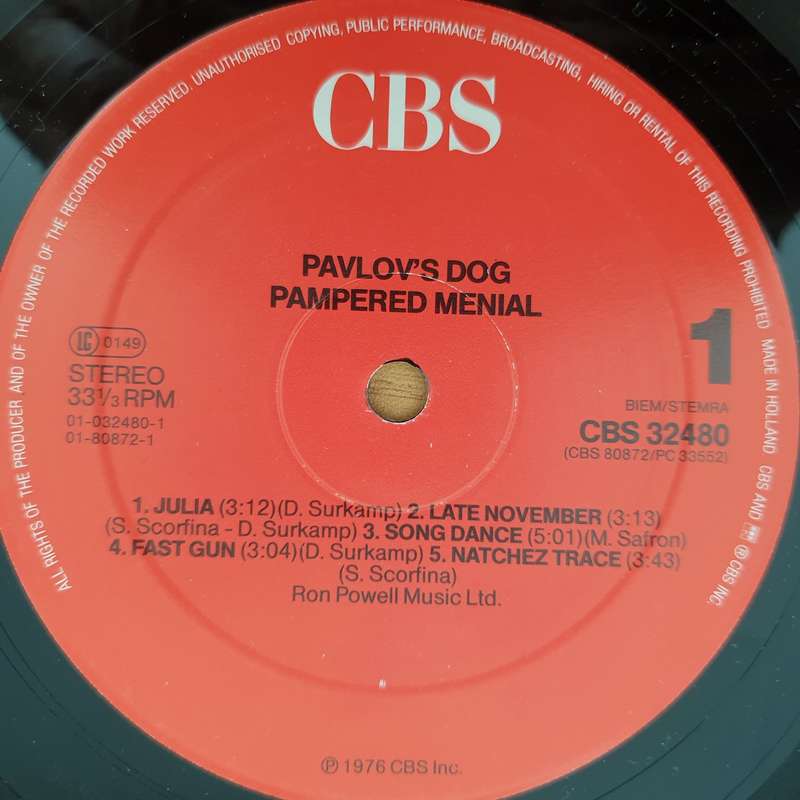 ALL RIGHTS OF THE PRODUCER AND OF THE OWNER OF THE RECORDED WORK RESERVED. UNAUTHORISED COPYING, PUBLIC PERFORMANCE, BROADCASTING, HIRING OR RENTAL OF THIS RECORDING PROHIBITED MADE IN HOLLAND CBS AND ℗ CBS INC.
CBS
PAVLOV'S DOG
PAMPERED MENIAL
1
LC 0149
STEREO
33⅓ RPM
01-032480-1
01-80872-1
BIEM/STEMRA
CBS 32480
(CBS 80872/PC 33552)
1. JULIA (3:12)(D. Surkamp) 2. LATE NOVEMBER (3:13)
(S. Scorfina - D. Surkamp) 3. SONG DANCE (5:01)(M. Safron)
4. FAST GUN (3:04)(D. Surkamp) 5. NATCHEZ TRACE (3:43)
(S. Scorfina)
Ron Powell Music Ltd.
℗ 1976 CBS Inc.